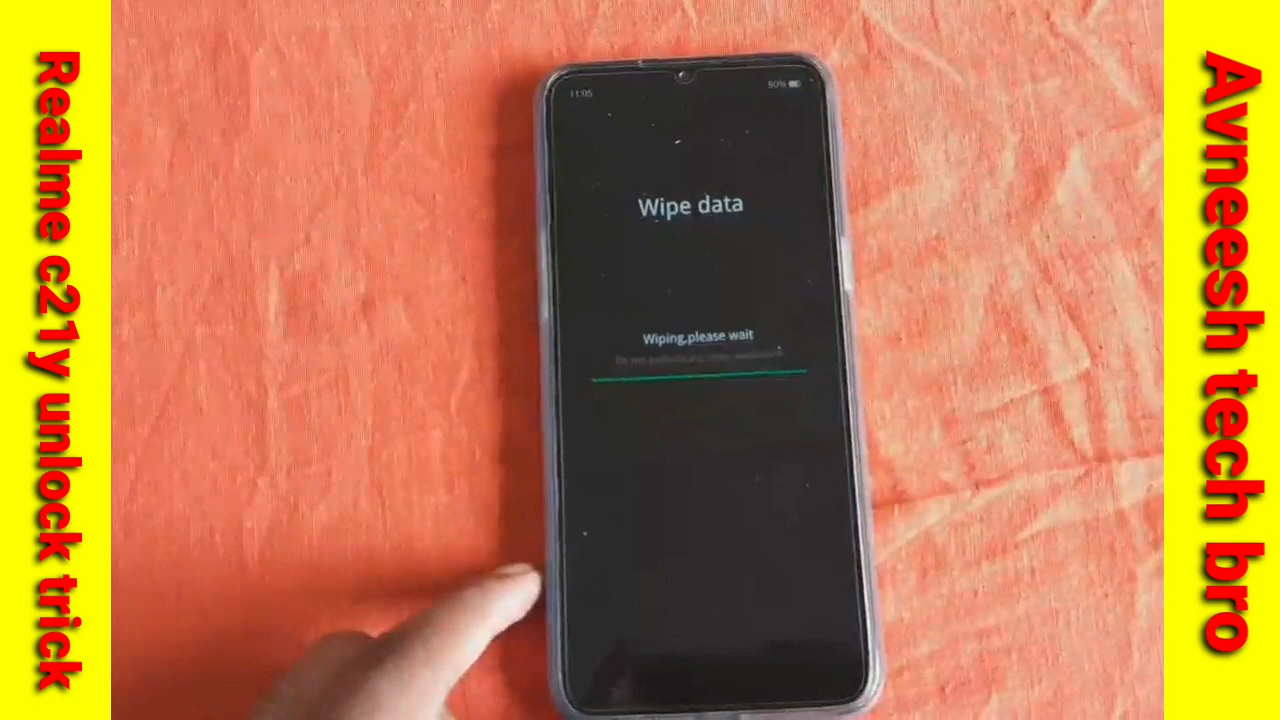 Realme c21y unlock trick
11:05
90%
Wipe data
Wiping,please wait
Avneesh tech bro